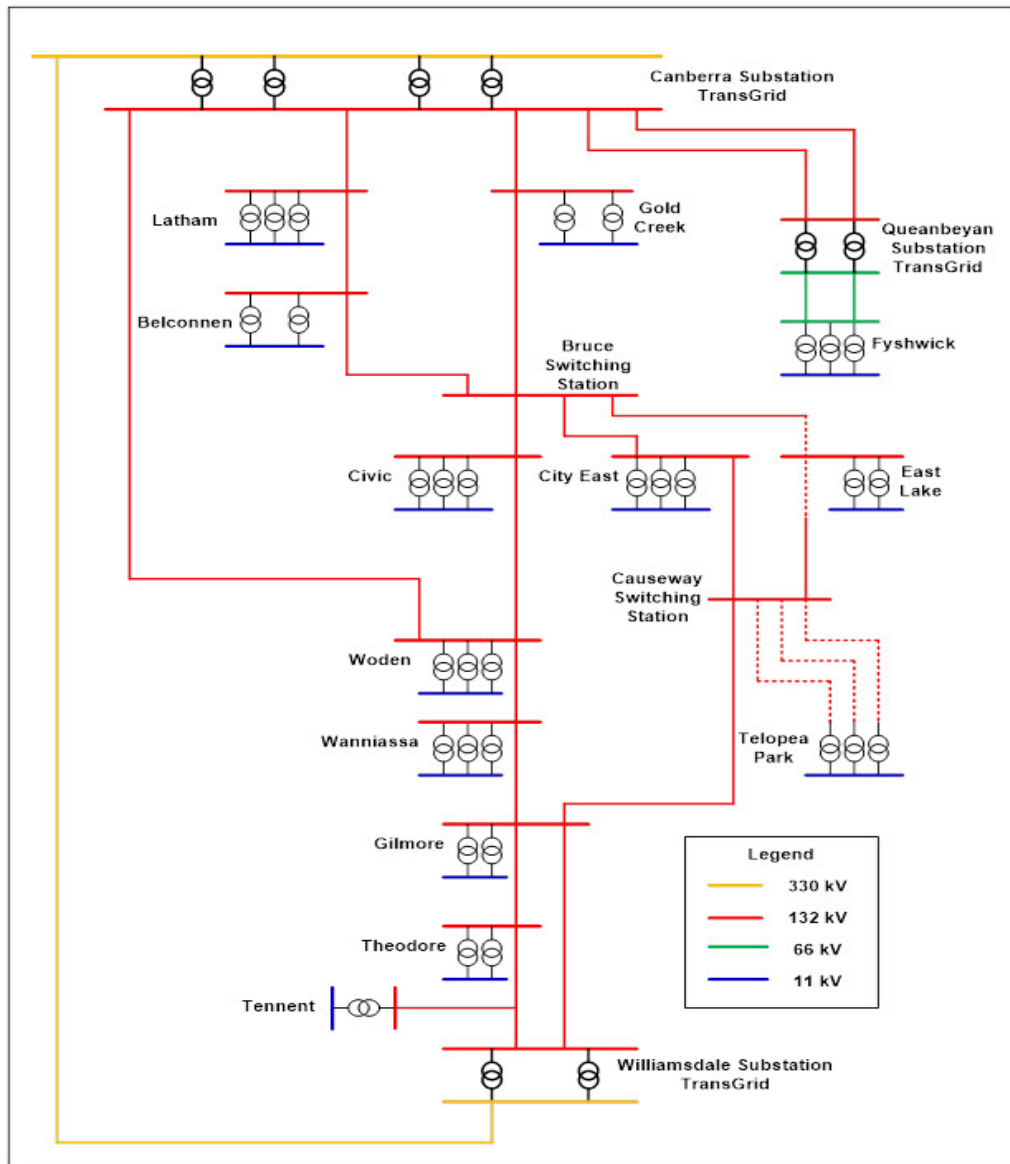 Canberra Substation
TransGrid
Latham
Gold
Creek
Queanbeyan
Substation
TransGrid
Belconnen
Fyshwick
Bruce
Switching
Station
Civic
City East
East
Lake
Causeway
Switching
Station
Woden
Wanniassa
Telopea
Park
Gilmore
Legend
330 kV
132 kV
66 kV
11 kV
Theodore
Tennent
Williamsdale Substation
TransGrid